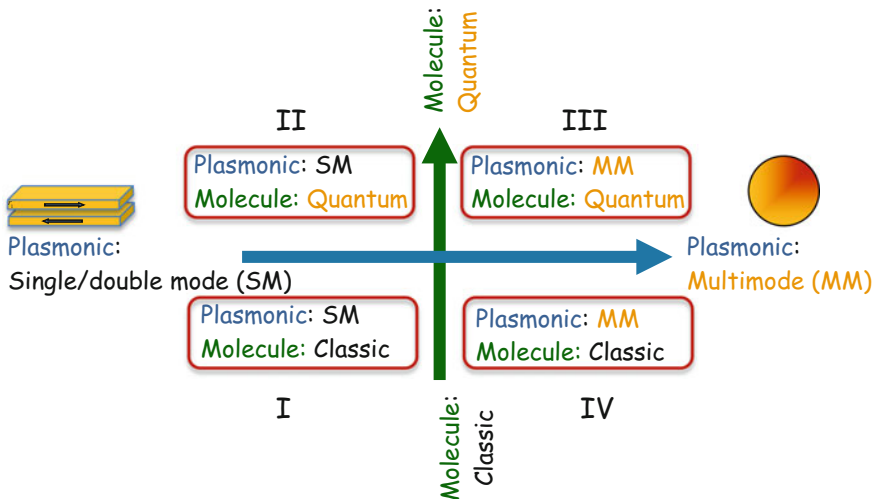 Molecule:
Quantum
II
III
Plasmonic: SM
Molecule: Quantum
Plasmonic: MM
Molecule: Quantum
Plasmonic:
Single/double mode (SM)
Plasmonic:
Multimode (MM)
Plasmonic: SM
Molecule: Classic
Plasmonic: MM
Molecule: Classic
I
IV
Molecule:
Classic